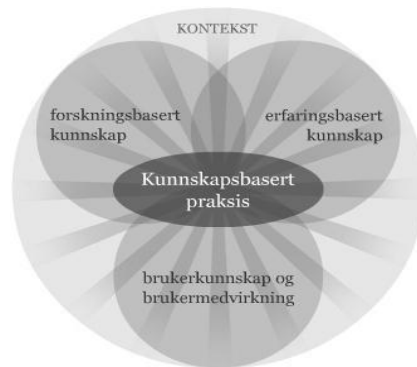 KONTEKST
forskningsbasert
kunnskap
erfaringsbasert
kunnskap
Kunnskapsbasert
praksis
brukerkunnskap og
brukermedvirkning